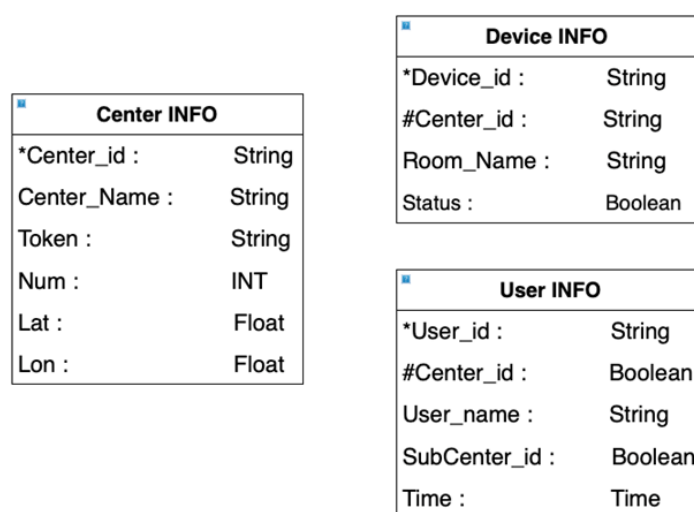 Center INFO
*Center_id : String
Center_Name : String
Token : String
Num : INT
Lat : Float
Lon : Float
Device INFO
*Device_id : String
#Center_id : String
Room_Name : String
Status : Boolean
User INFO
*User_id : String
#Center_id : Boolean
User_name : String
SubCenter_id : Boolean
Time : Time